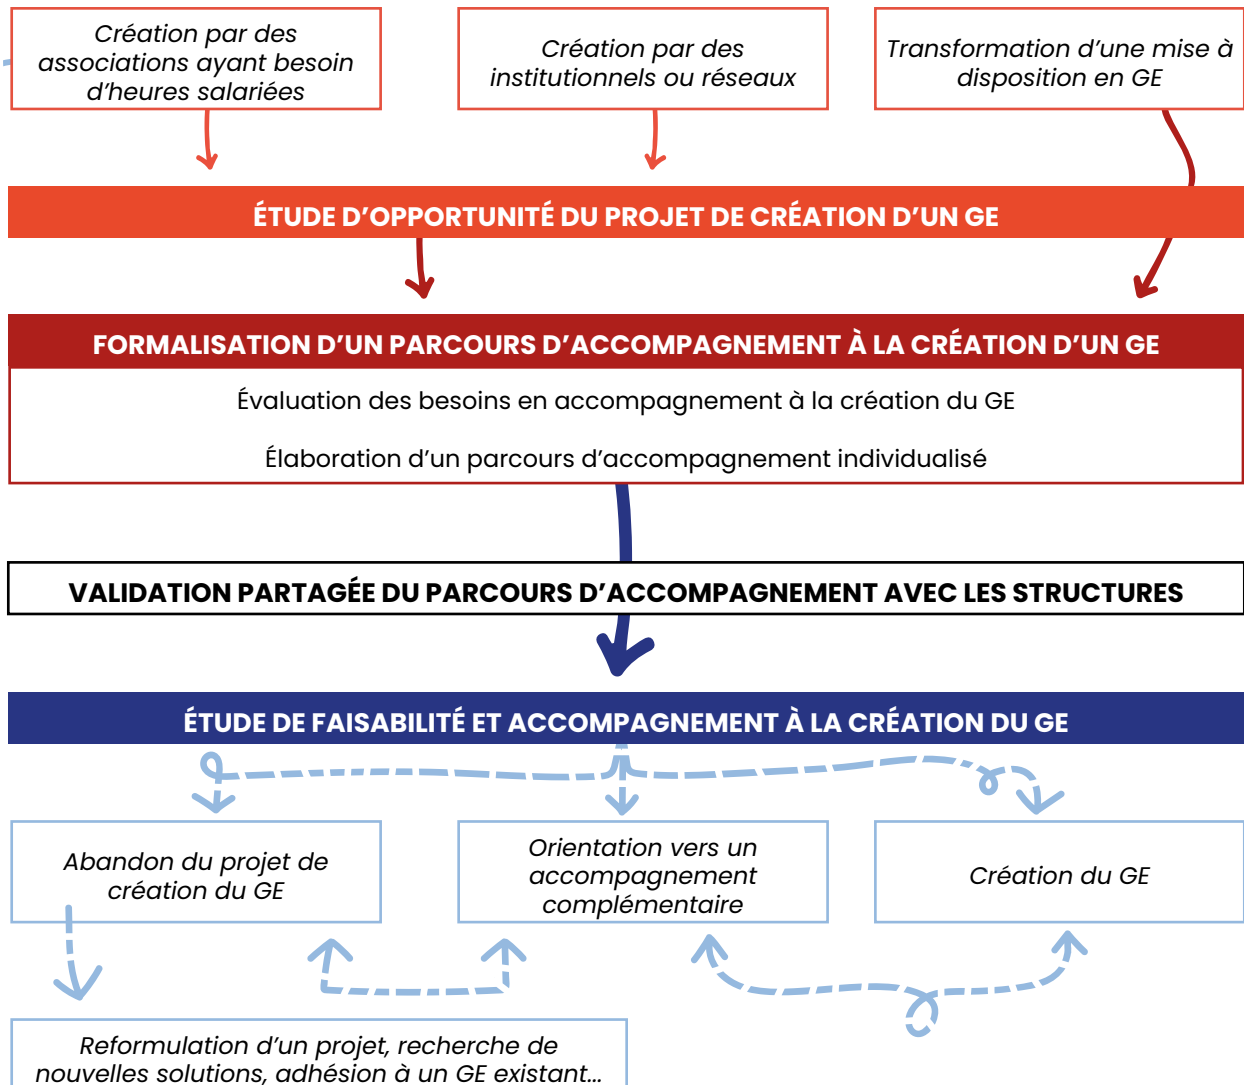 Création par des
associations ayant besoin
d’heures salariées
Création par des
institutionnels ou réseaux
Transformation d’une mise à
disposition en GE
ÉTUDE D’OPPORTUNITÉ DU PROJET DE CRÉATION D’UN GE
FORMALISATION D’UN PARCOURS D’ACCOMPAGNEMENT À LA CRÉATION D’UN GE
Évaluation des besoins en accompagnement à la création du GE
Élaboration d’un parcours d’accompagnement individualisé
VALIDATION PARTAGÉE DU PARCOURS D’ACCOMPAGNEMENT AVEC LES STRUCTURES
ÉTUDE DE FAISABILITÉ ET ACCOMPAGNEMENT À LA CRÉATION DU GE
Abandon du projet de
création du GE
Orientation vers un
accompagnement
complémentaire
Création du GE
Reformulation d’un projet, recherche de
nouvelles solutions, adhésion à un GE existant...